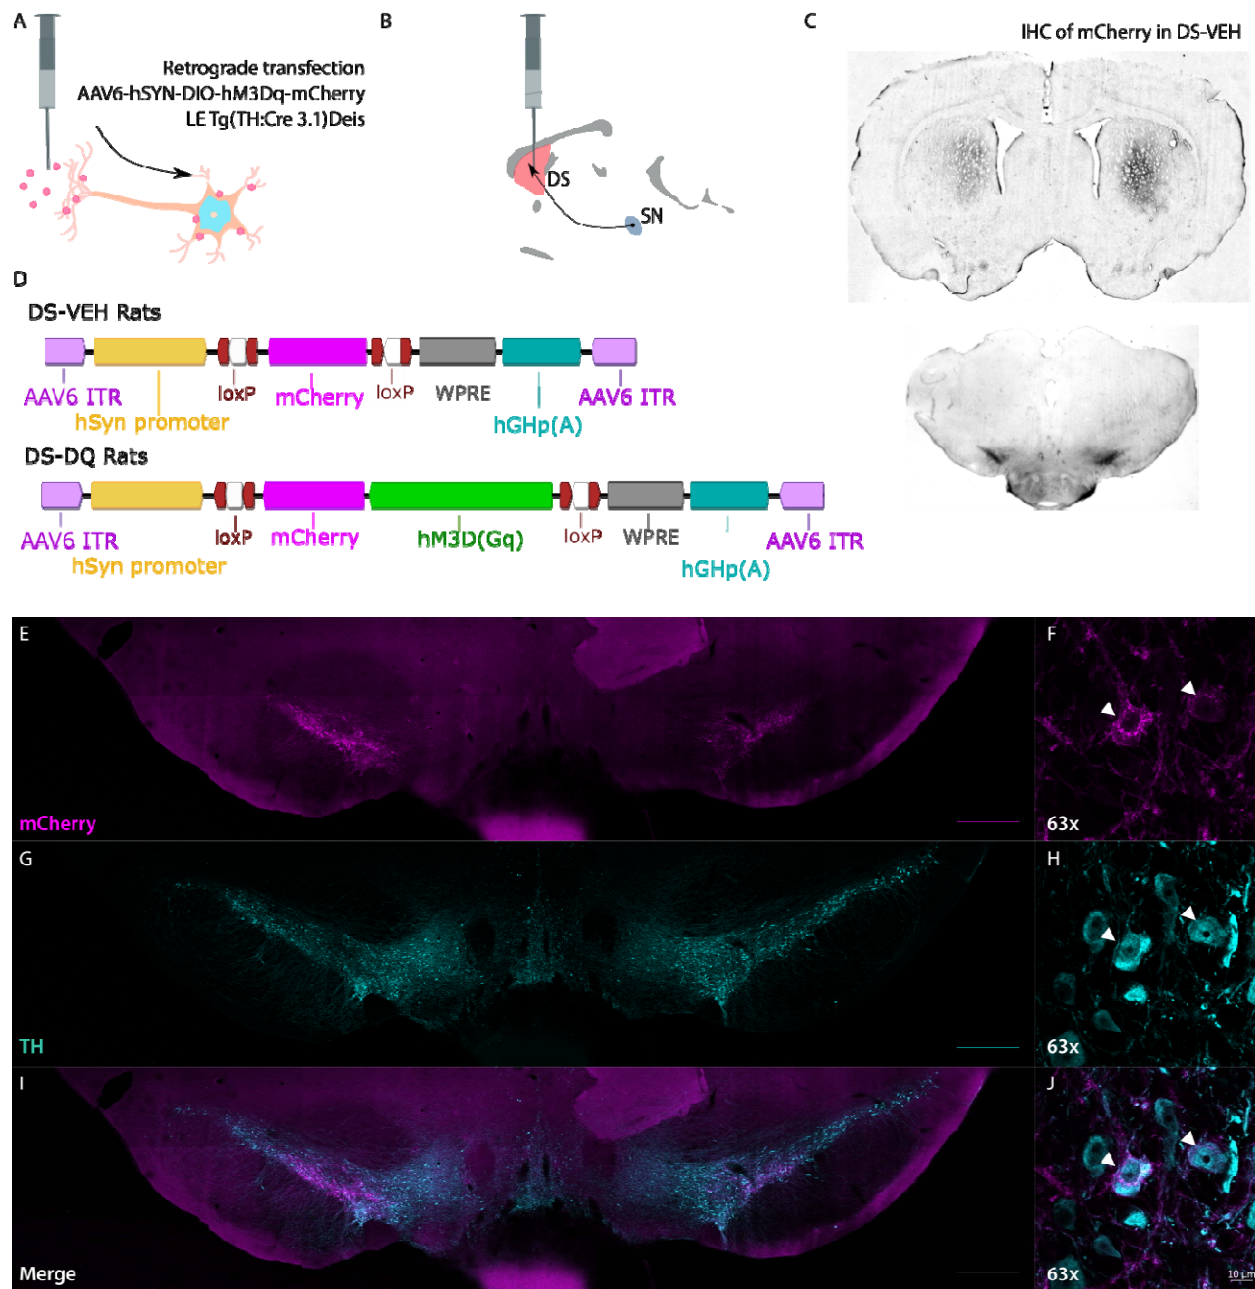 A
Retrograde transfection
AAV6-hSYN-DIO-hM3Dq-mCherry
LE Tg(TH:Cre 3.1)Deis
B
DS
SN
C
IHC of mCherry in DS-VEH
D
DS-VEH Rats
AAV6 ITR
hSyn promoter
loxP
mCherry
loxP
WPRE
hGHp(A)
AAV6 ITR
DS-DQ Rats
AAV6 ITR
hSyn promoter
loxP
mCherry
hM3D(Gq)
loxP
WPRE
hGHp(A)
AAV6 ITR
E
mCherry
F
63x
G
TH
H
63x
I
Merge
J
63x
10 µm